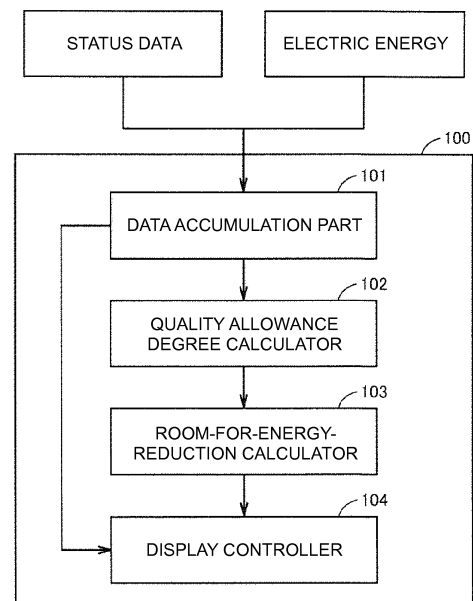 STATUS DATA
ELECTRIC ENERGY
100
101
DATA ACCUMULATION PART
102
QUALITY ALLOWANCE
DEGREE CALCULATOR
103
ROOM-FOR-ENERGY-
REDUCTION CALCULATOR
104
DISPLAY CONTROLLER